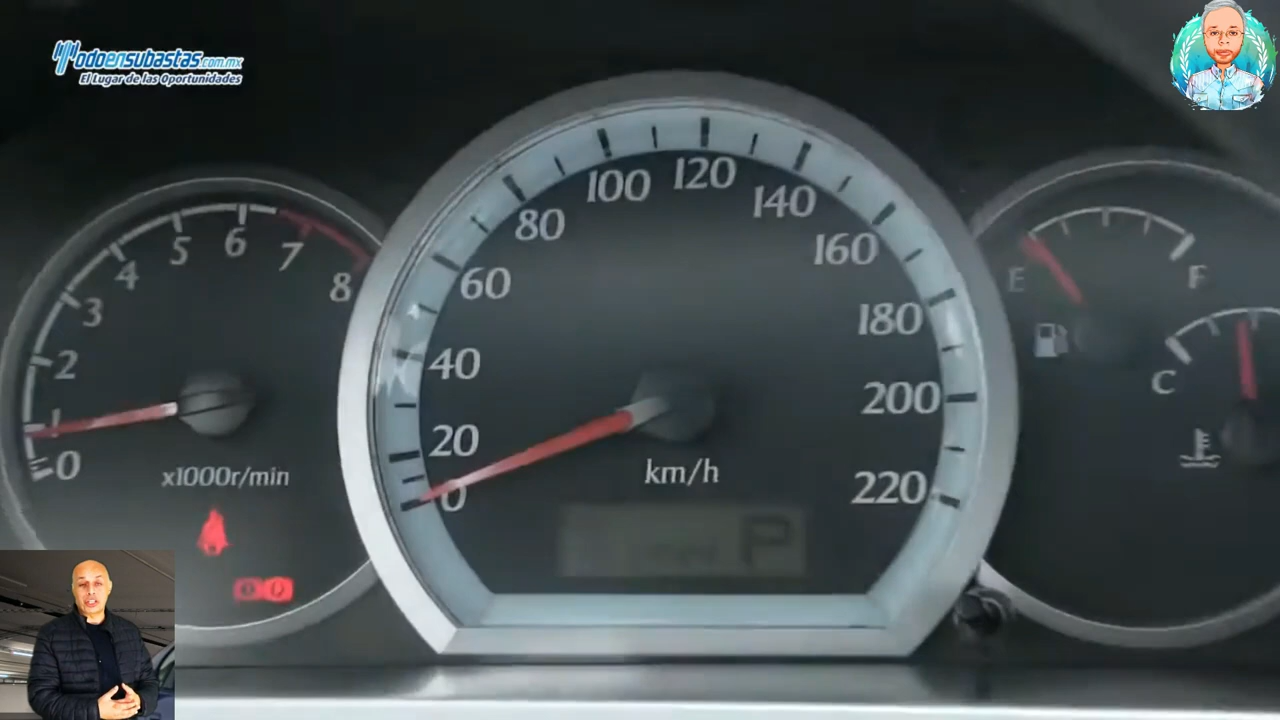 Todoensubastas.com.mx
El Lugar de las Oportunidades
0
1
2
3
4
5
6
7
8
x1000r/min
0
20
40
60
80
100
120
140
160
180
200
220
km/h
P
E
F
C